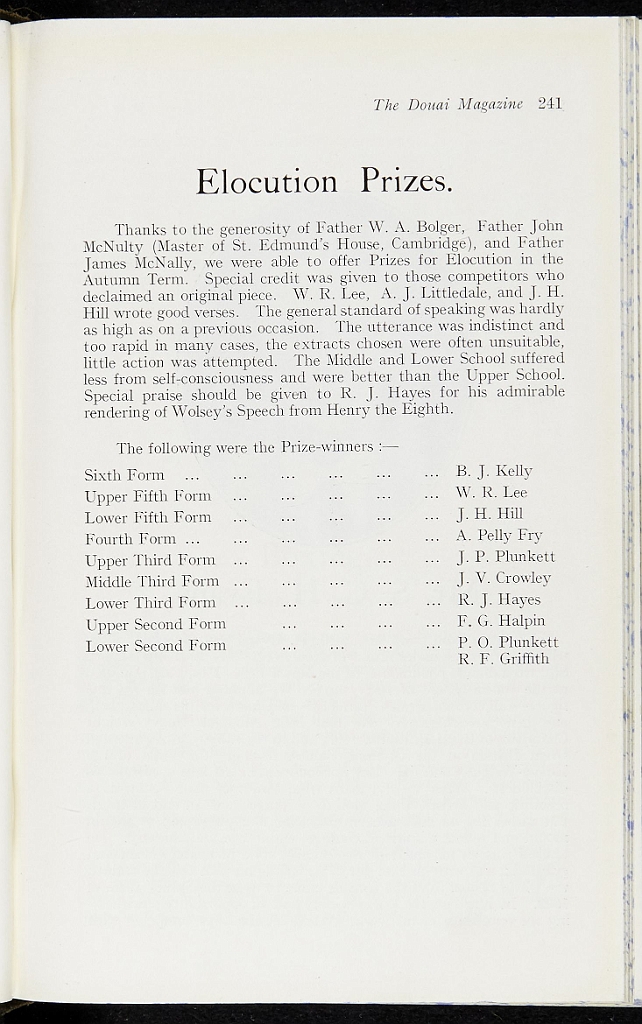 The Douai Magazine 241
Elocution Prizes.
Thanks to the generosity of Father W. A. Bolger, Father John
McNulty (Master of St. Edmund's House, Cambridge), and Father
James McNally, we were able to offer Prizes for Elocution in the
Autumn Term. Special credit was given to those competitors who
declaimed an original piece. W. R. Lee, A. J. Littledale, and J. H.
Hill wrote good verses. The general standard of speaking was hardly
as high as on a previous occasion. The utterance was indistinct and
too rapid in many cases, the extracts chosen were often unsuitable,
little action was attempted. The Middle and Lower School suffered
less from self-consciousness and were better than the Upper School.
Special praise should be given to R. J. Hayes for his admirable
rendering of Wolsey's Speech from Henry the Eighth.
The following were the Prize-winners :—
Sixth Form ... ... ... ... ... ... B. J. Kelly
Upper Fifth Form ... ... ... ... ... W. R. Lee
Lower Fifth Form ... ... ... ... ... J. H. Hill
Fourth Form ... ... ... ... ... ... A. Pelly Fry
Upper Third Form ... ... ... ... ... J. P. Plunkett
Middle Third Form ... ... ... ... ... J. V. Crowley
Lower Third Form ... ... ... ... ... R. J. Hayes
Upper Second Form ... ... ... ... F. G. Halpin
Lower Second Form ... ... ... ... P. O. Plunkett
R. F. Griffith